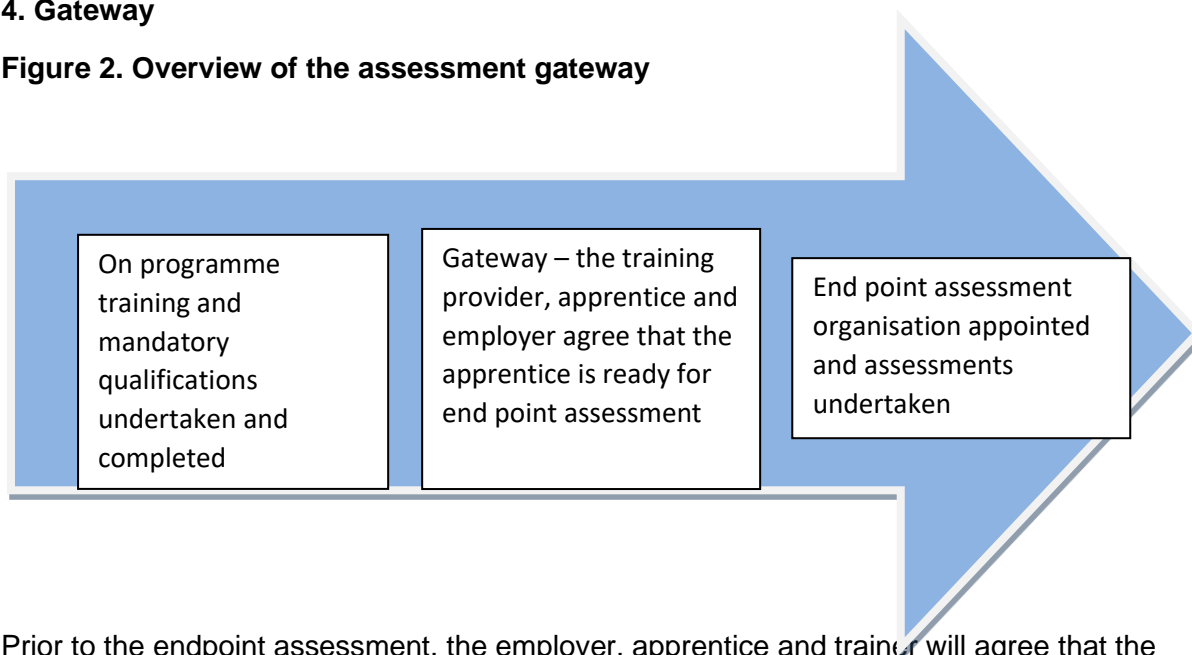 4. Gateway
Figure 2. Overview of the assessment gateway
On programme
training and
mandatory
qualifications
undertaken and
completed
Gateway – the training
provider, apprentice and
employer agree that the
apprentice is ready for
end point assessment
End point assessment
organisation appointed
and assessments
undertaken
Prior to the endpoint assessment, the employer, apprentice and trainer will agree that the